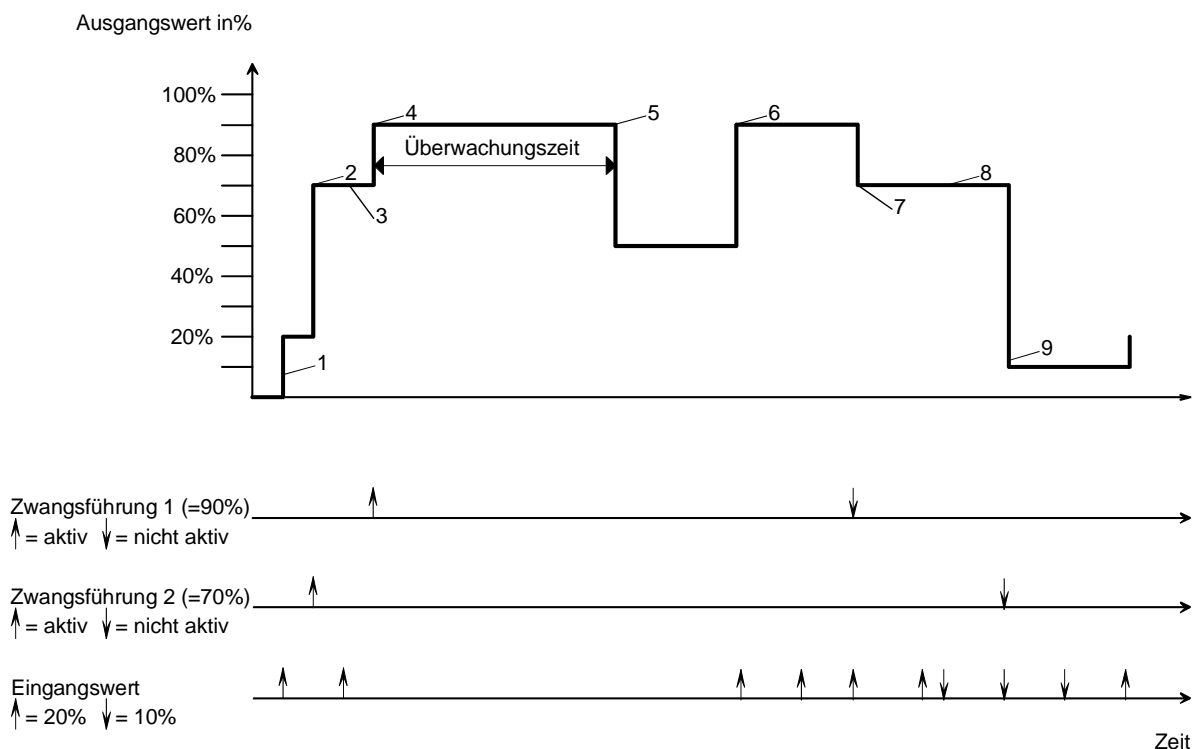 Ausgangswert in%
100%
80%
60%
40%
20%
4
5
6
Überwachungszeit
2
3
8
7
1
9
Zwangsführung 1 (=90%)
= aktiv = nicht aktiv
Zwangsführung 2 (=70%)
= aktiv = nicht aktiv
Eingangswert
= 20% = 10%
Zeit